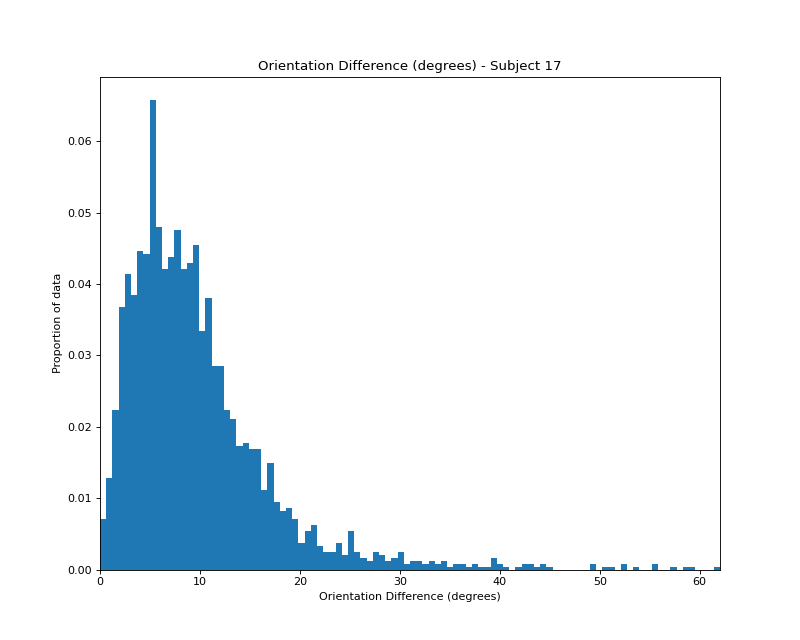 Orientation Difference (degrees) - Subject 17
Proportion of data
0.06
0.05
0.04
0.03
0.02
0.01
0.00
0 10 20 30 40 50 60
Orientation Difference (degrees)